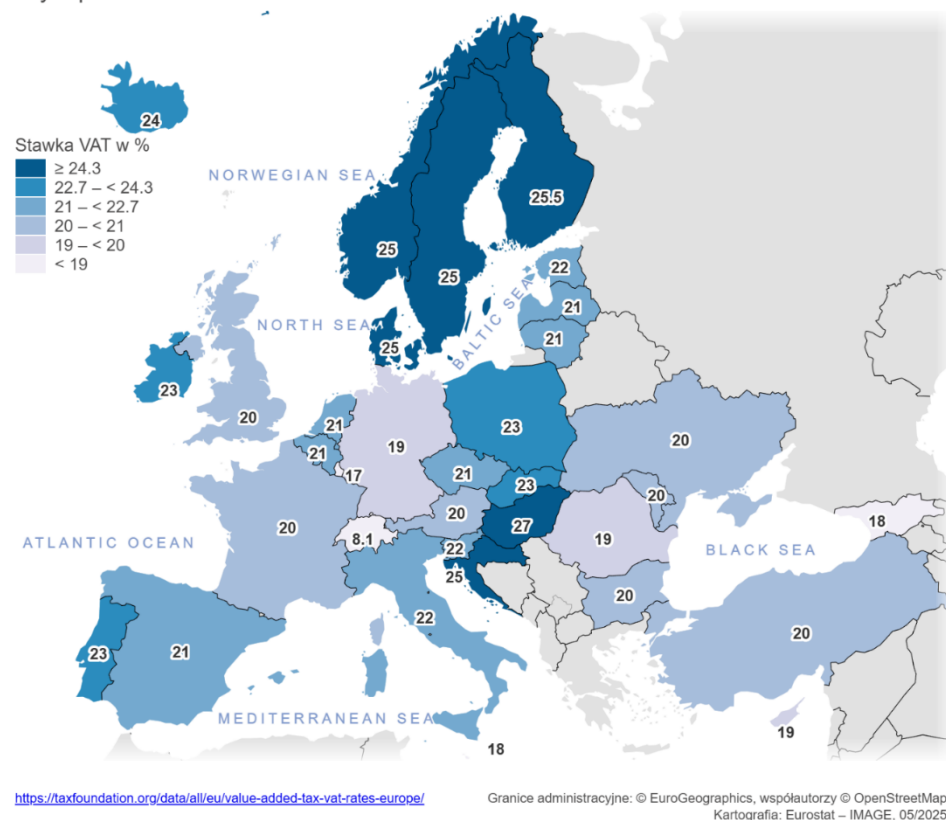 24
Stawka VAT w %
≥ 24.3
22.7 – < 24.3
21 – < 22.7
20 – < 21
19 – < 20
< 19
NORWEGIAN SEA
25.5
25
25
22
BALTIC SEA
21
NORTH SEA
21
25
23
20
21
23
20
21
19
17
21
23
20
20
20
27
8.1
19
18
ATLANTIC OCEAN
22
BLACK SEA
25
20
22
20
23
21
MEDITERRANEAN SEA
19
18
https://taxfoundation.org/data/all/eu/value-added-tax-vat-rates-europe/
Granice administracyjne: © EuroGeographics, współautorzy © OpenStreetMap
Kartografia: Eurostat – IMAGE, 05/2025